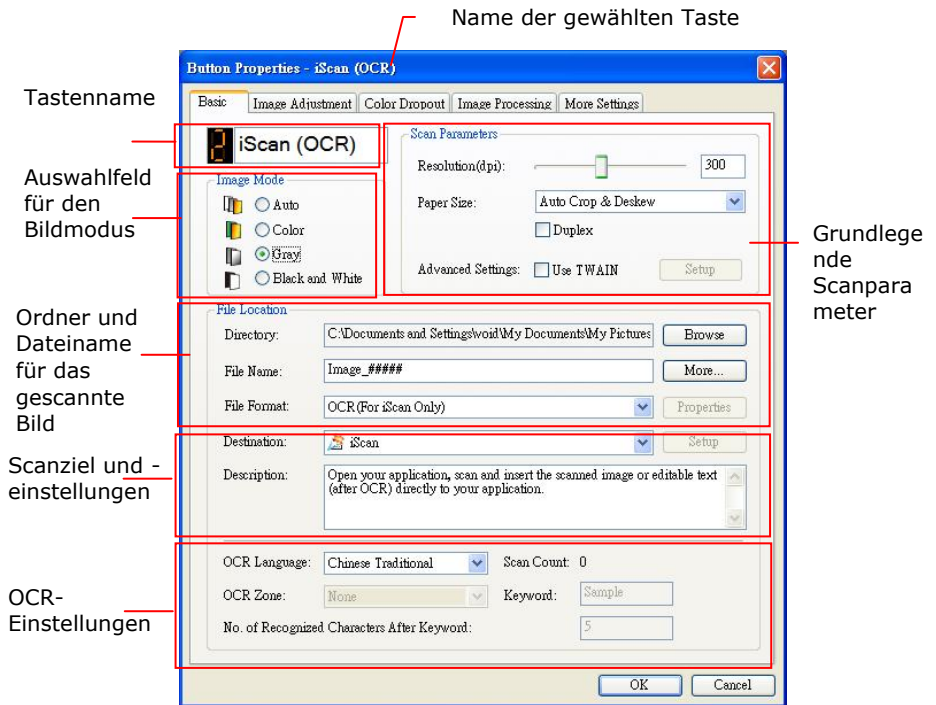 Name der gewählten Taste
Button Properties - iScan (OCR)
Tastenname
Basic Image Adjustment Color Dropout Image Processing More Settings
2 iScan (OCR)
Scan Parameters
Resolution(dpi): 300
Paper Size: Auto Crop & Deskew
Duplex
Advanced Settings: Use TWAIN Setup
Grundlege
nde
Scanpara
meter
Auswahlfeld
für den
Bildmodus
Image Mode
Auto
Color
Gray
Black and White
Ordner und
Dateiname
für das
gescannte
Bild
File Location
Directory: C:\Documents and Settings\void\My Documents\My Pictures Browse
File Name: Image_##### More...
File Format: OCR(For iScan Only) Properties
Scanziel und -
einstellungen
Destination: iScan Setup
Description: Open your application, scan and insert the scanned image or editable text
(after OCR) directly to your application.
OCR-
Einstellungen
OCR Language: Chinese Traditional Scan Count: 0
OCR Zone: None Keyword: Sample
No. of Recognized Characters After Keyword: 5
OK Cancel